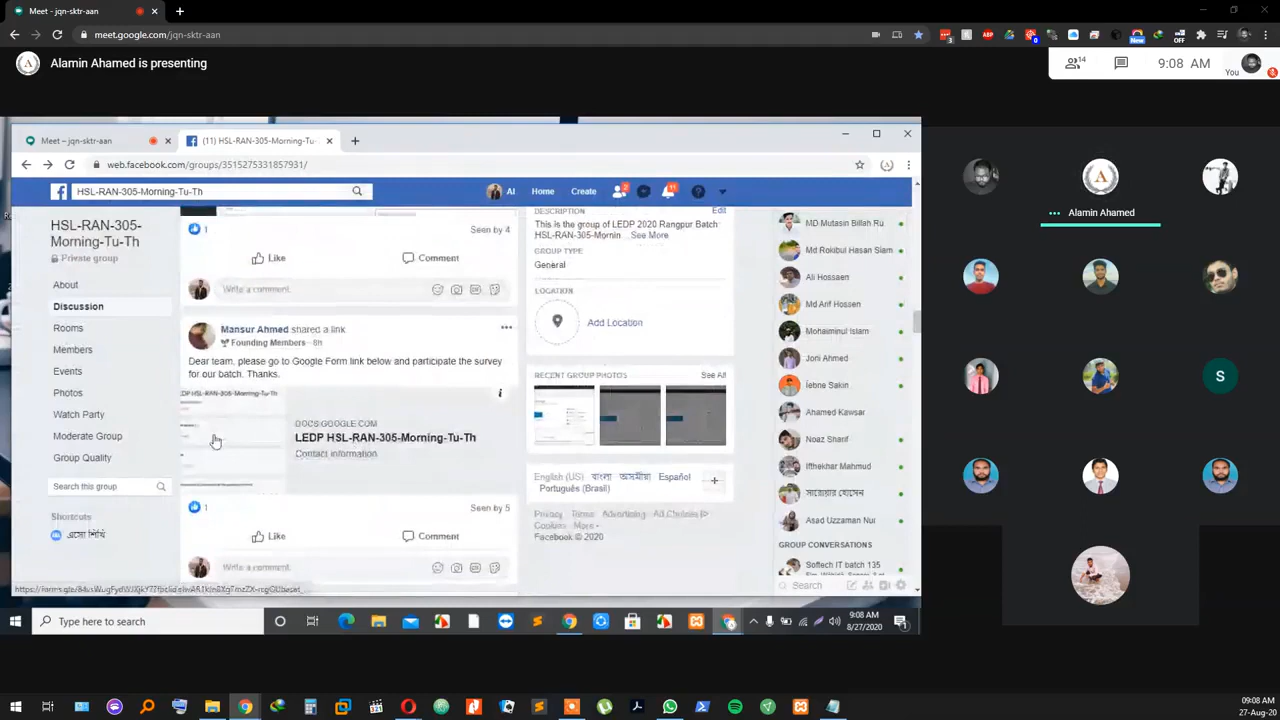 Meet - jqn-sktr-aan
meet.google.com/jqn-sktr-aan
New
OFF
Alamin Ahamed is presenting
14
9:08 AM
You
Meet – jqn-sktr-aan
(11) HSL-RAN-305-Morning-Tu-
web.facebook.com/groups/3515275331857931/
HSL-RAN-305-Morning-Tu-Th
Al
Home
Create
2
11
HSL-RAN-305-
Morning-Tu-Th
Private group
About
Discussion
Rooms
Members
Events
Photos
Watch Party
Moderate Group
Group Quality
Search this group
Shortcuts
এসো শিখি
1
Seen by 4
Like
Comment
Write a comment.
Mansur Ahmed shared a link
Founding Members · 8h
Dear team, please go to Google Form link below and participate the survey
for our batch. Thanks.
DOCS.GOOGLE.COM
LEDP HSL-RAN-305-Morning-Tu-Th
Contact information
1
Seen by 5
Like
Comment
Write a comment.
DESCRIPTION
Edit
This is the group of LEDP 2020 Rangpur Batch
HSL-RAN-305-Mornin ...See More
GROUP TYPE
General
LOCATION
Add Location
RECENT GROUP PHOTOS
See All
English (US) · বাংলা · অসমীয়া · Español ·
Português (Brasil)
Privacy · Terms · Advertising · Ad Choices
Cookies · More
Facebook © 2020
MD Mutasin Billah Ru
Md Rokibul Hasan Slam
Ali Hossaen
Md Arif Hossen
Mohaiminul Islam
Joni Ahmed
Iebne Sakin
Ahamed Kawsar
Noaz Sharif
Ifthekhar Mahmud
সারোয়ার হোসেন
Asad Uzzaman Nur
GROUP CONVERSATIONS
Softech IT batch 135
Search
Type here to search
9:08 AM
8/27/2020
1
Alamin Ahamed
S
09:08 AM
27-Aug-20